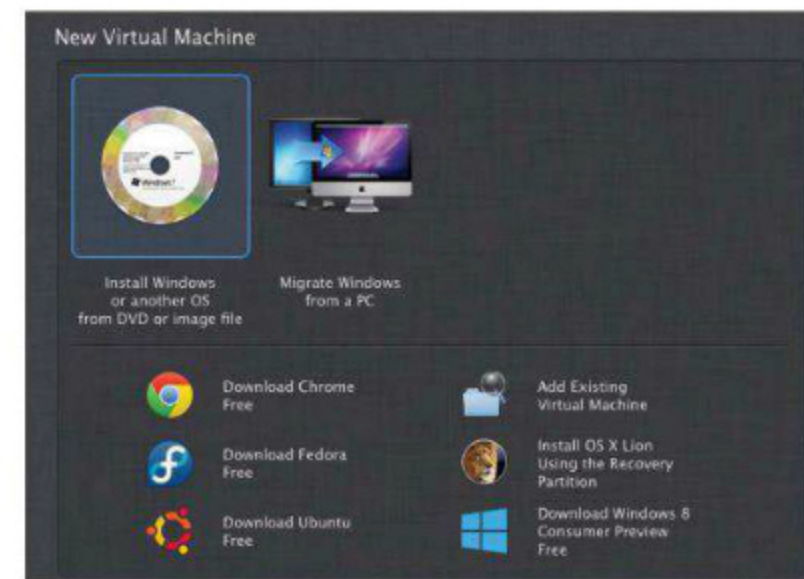 New Virtual Machine
Install Windows
or another OS
from DVD or image file
Migrate Windows
from a PC
Download Chrome
Free
Download Fedora
Free
Download Ubuntu
Free
Add Existing
Virtual Machine
Install OS X Lion
Using the Recovery
Partition
Download Windows 8
Consumer Preview
Free